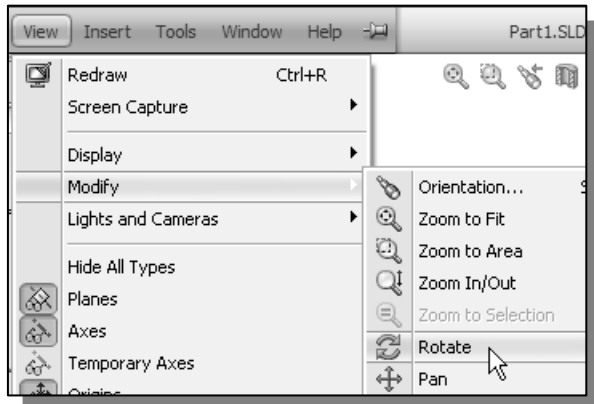 View Insert Tools Window Help Part1.SLD
Redraw Ctrl+R
Screen Capture
Display
Modify
Lights and Cameras
Hide All Types
Planes
Axes
Temporary Axes
Origins
Orientation...
Zoom to Fit
Zoom to Area
Zoom In/Out
Zoom to Selection
Rotate
Pan